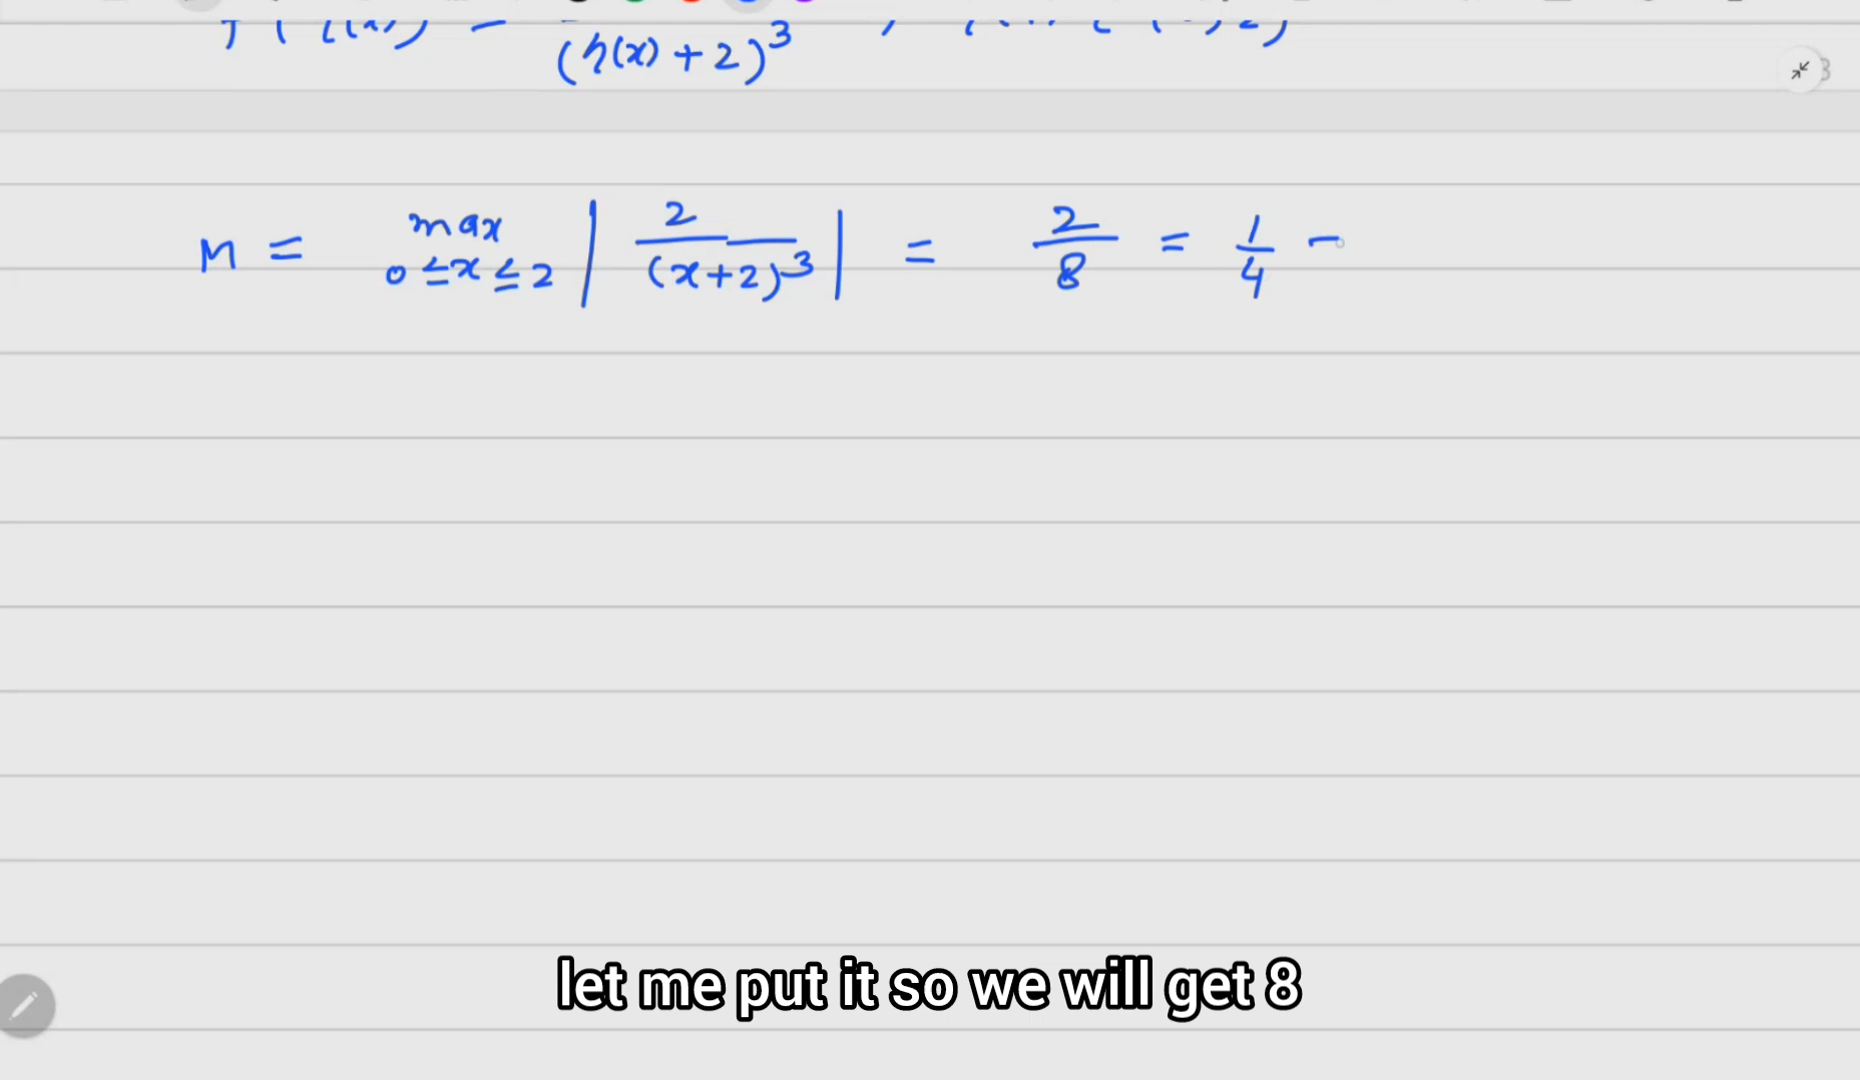 (η(x) + 2)³
M = max 0 ≤ x ≤ 2 | 2 / (x+2)³ | = 2/8 = 1/4 -
let me put it so we will get 8